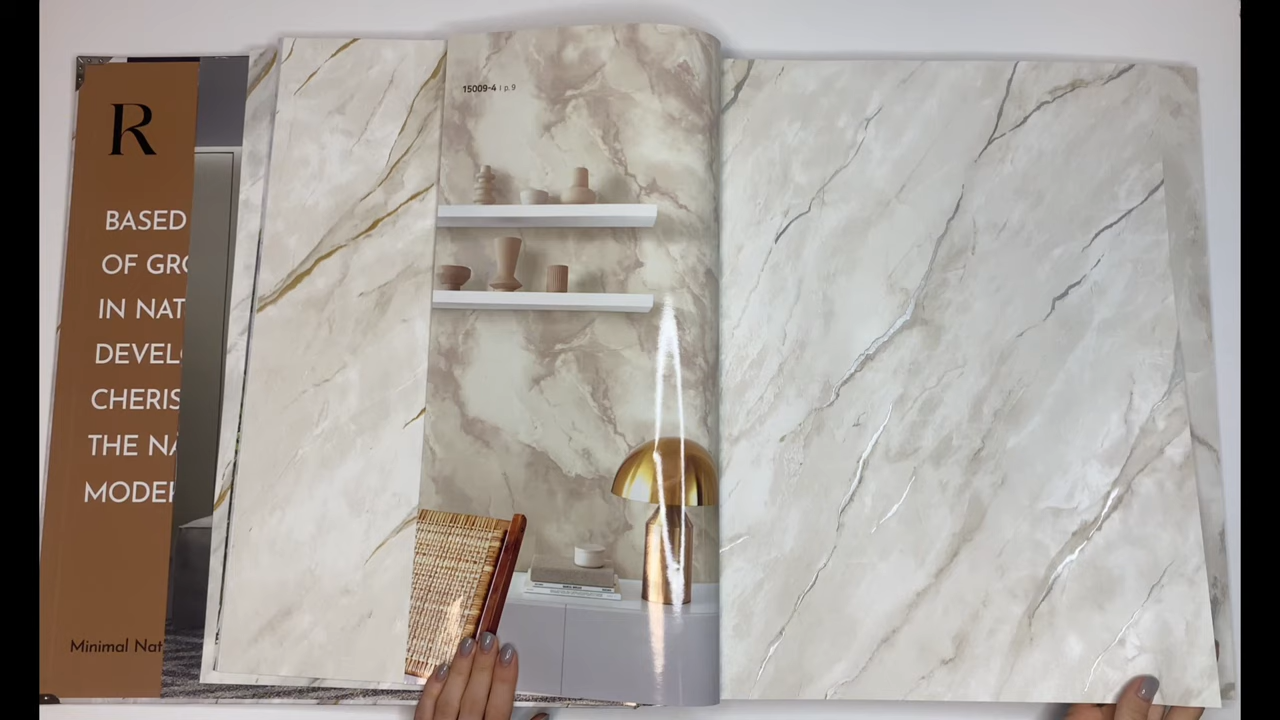 R
BASED
OF GRO
IN NAT
DEVEL
CHERIS
THE NA
MODER
Minimal Nat
15009-4 | p.9